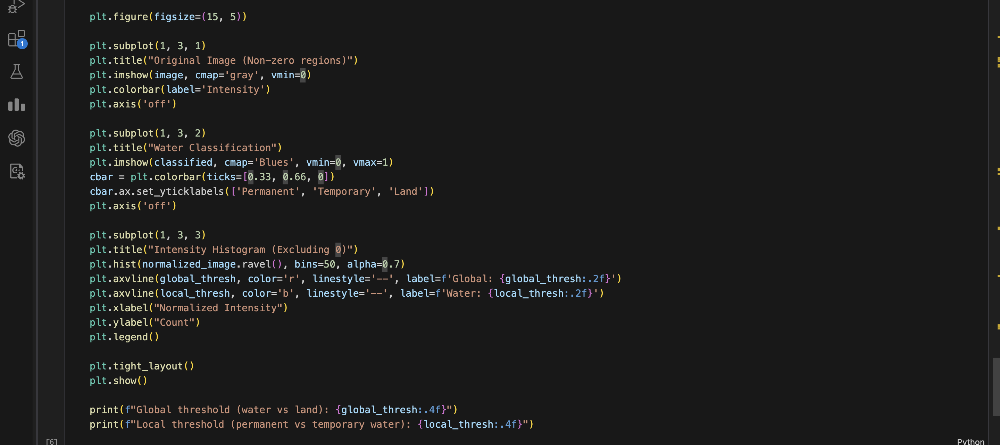 plt.figure(figsize=(15, 5))
1
plt.subplot(1, 3, 1)
plt.title("Original Image (Non-zero regions)")
plt.imshow(image, cmap='gray', vmin=0)
plt.colorbar(label='Intensity')
plt.axis('off')
plt.subplot(1, 3, 2)
plt.title("Water Classification")
plt.imshow(classified, cmap='Blues', vmin=0, vmax=1)
cbar = plt.colorbar(ticks=[0.33, 0.66, 0])
C++
cbar.ax.set_yticklabels(['Permanent', 'Temporary', 'Land'])
plt.axis('off')
plt.subplot(1, 3, 3)
plt.title("Intensity Histogram (Excluding 0)")
plt.hist(normalized_image.ravel(), bins=50, alpha=0.7)
plt.axvline(global_thresh, color='r', linestyle='--', label=f'Global: {global_thresh:.2f}')
plt.axvline(local_thresh, color='b', linestyle='--', label=f'Water: {local_thresh:.2f}')
plt.xlabel("Normalized Intensity")
plt.ylabel("Count")
plt.legend()
plt.tight_layout()
plt.show()
print(f"Global threshold (water vs land): {global_thresh:.4f}")
print(f"Local threshold (permanent vs temporary water): {local_thresh:.4f}")
[6]
Python